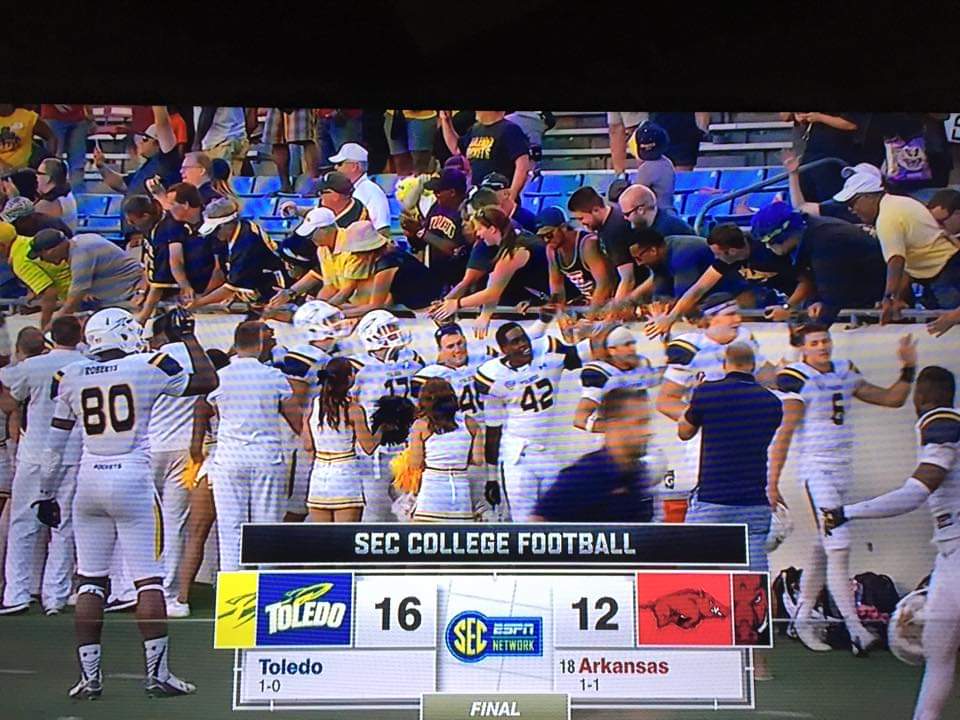 ROBERTS
80
ROCKETS
42
6
SEC COLLEGE FOOTBALL
TOLEDO
16
SEC ESPN NETWORK
12
Toledo
1-0
18 Arkansas
1-1
FINAL